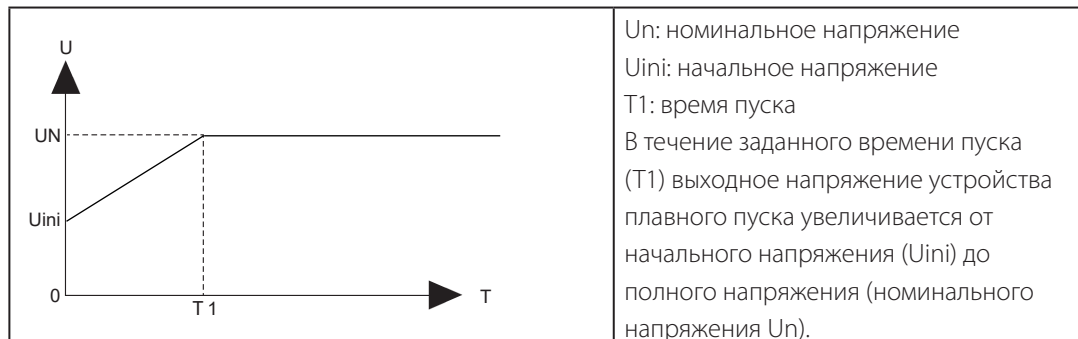 U
UN
Uini
0
T 1
T
Un: номинальное напряжение
Uini: начальное напряжение
T1: время пуска
В течение заданного времени пуска
(T1) выходное напряжение устройства
плавного пуска увеличивается от
начального напряжения (Uini) до
полного напряжения (номинального
напряжения Un).